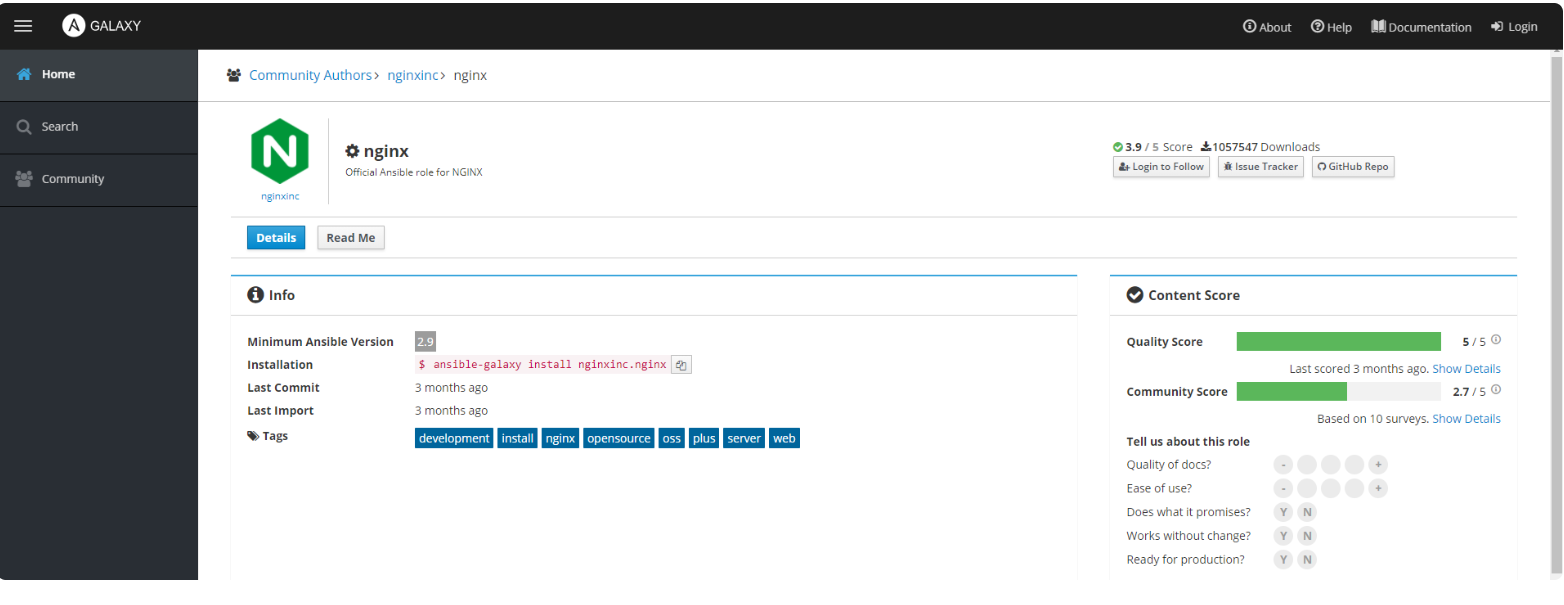 A GALAXY
About Help Documentation Login
Home
Search
Community
Community Authors > nginxinc > nginx
N
nginxinc
nginx
Official Ansible role for NGINX
3.9 / 5 Score 1057547 Downloads
Login to Follow Issue Tracker GitHub Repo
Details Read Me
Info
Minimum Ansible Version 2.9
Installation $ ansible-galaxy install nginxinc.nginx
Last Commit 3 months ago
Last Import 3 months ago
Tags development install nginx opensource oss plus server web
Content Score
Quality Score 5 / 5
Last scored 3 months ago. Show Details
Community Score 2.7 / 5
Based on 10 surveys. Show Details
Tell us about this role
Quality of docs? - +
Ease of use? - +
Does what it promises? Y N
Works without change? Y N
Ready for production? Y N